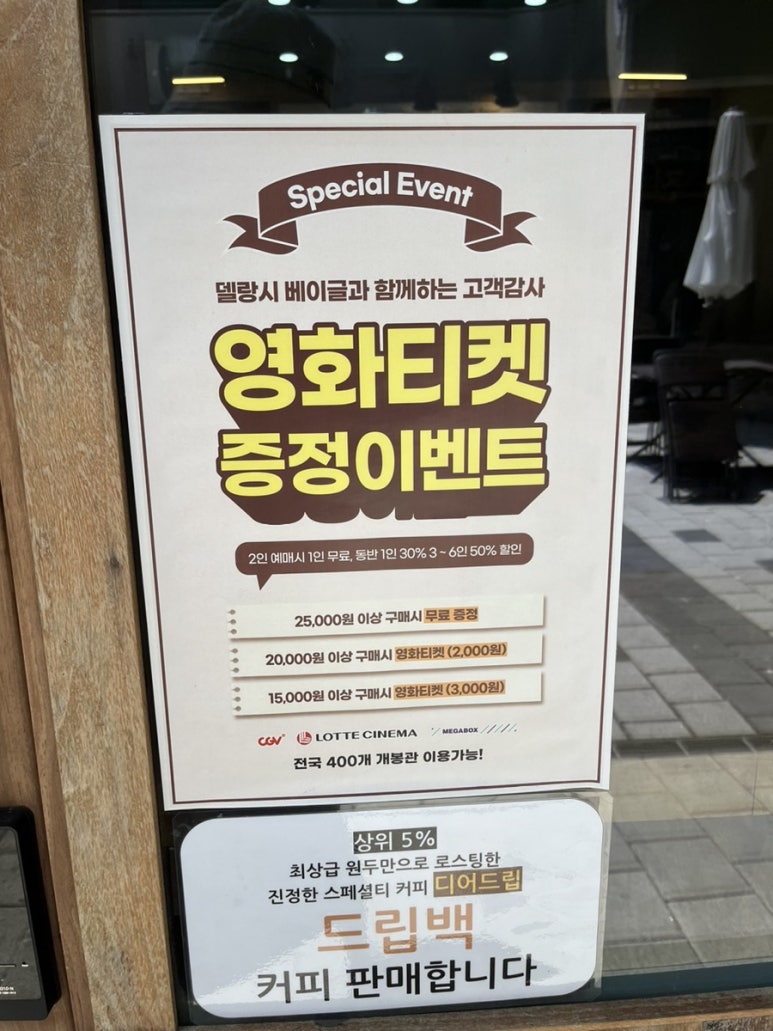 Special Event
델랑시 베이글과 함께하는 고객감사
영화티켓
증정이벤트
2인 예매시 1인 무료, 동반 1인 30% 3 ~ 6인 50% 할인
25,000원 이상 구매시 무료 증정
20,000원 이상 구매시 영화티켓 (2,000원)
15,000원 이상 구매시 영화티켓 (3,000원)
CGV LOTTE CINEMA MEGABOX
전국 400개 개봉관 이용가능!
상위 5%
최상급 원두만으로 로스팅한
진정한 스페셜티 커피 디어드립
드립백
커피 판매합니다